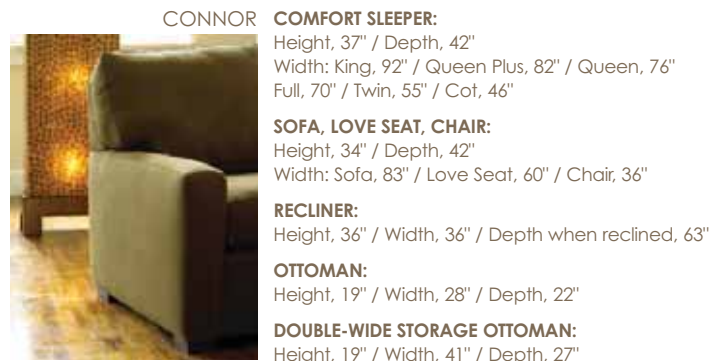 CONNOR
COMFORT SLEEPER:
Height, 37" / Depth, 42"
Width: King, 92" / Queen Plus, 82" / Queen, 76"
Full, 70" / Twin, 55" / Cot, 46"
SOFA, LOVE SEAT, CHAIR:
Height, 34" / Depth, 42"
Width: Sofa, 83" / Love Seat, 60" / Chair, 36"
RECLINER:
Height, 36" / Width, 36" / Depth when reclined, 63"
OTTOMAN:
Height, 19" / Width, 28" / Depth, 22"
DOUBLE-WIDE STORAGE OTTOMAN:
Height, 19" / Width, 41" / Depth, 27"